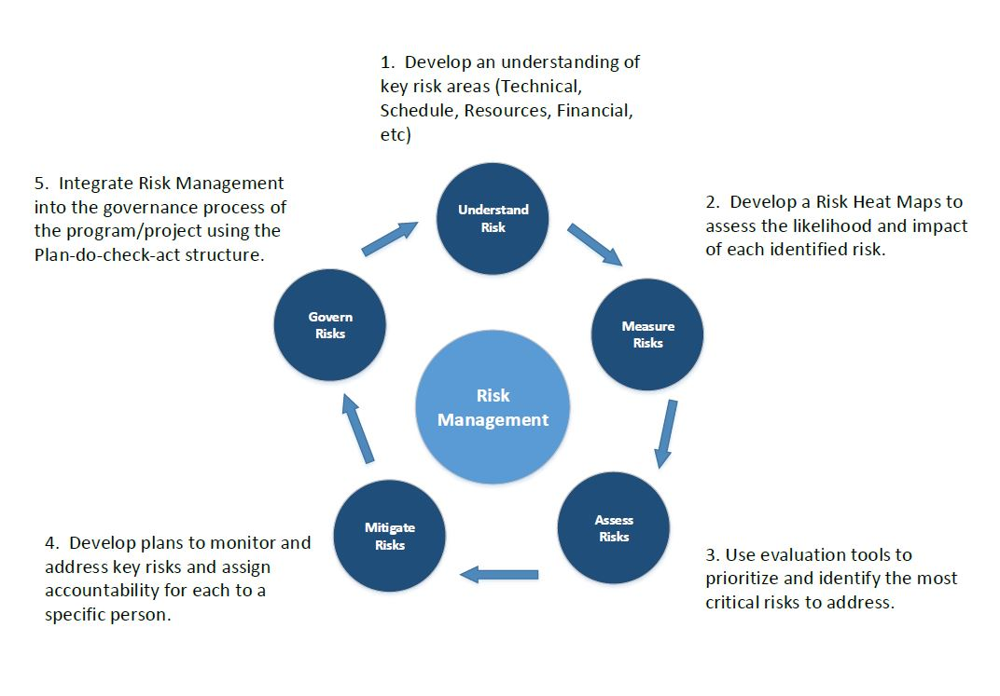 1.  Develop an understanding of
key risk areas (Technical,
Schedule, Resources, Financial,
etc)
Understand
Risk
2.  Develop a Risk Heat Maps to
assess the likelihood and impact
of each identified risk.
Measure
Risks
Assess
Risks
3. Use evaluation tools to
prioritize and identify the most
critical risks to address.
Mitigate
Risks
4.  Develop plans to monitor and
address key risks and assign
accountability for each to a
specific person.
Govern
Risks
5.  Integrate Risk Management
into the governance process of
the program/project using the
Plan-do-check-act structure.
Risk
Management